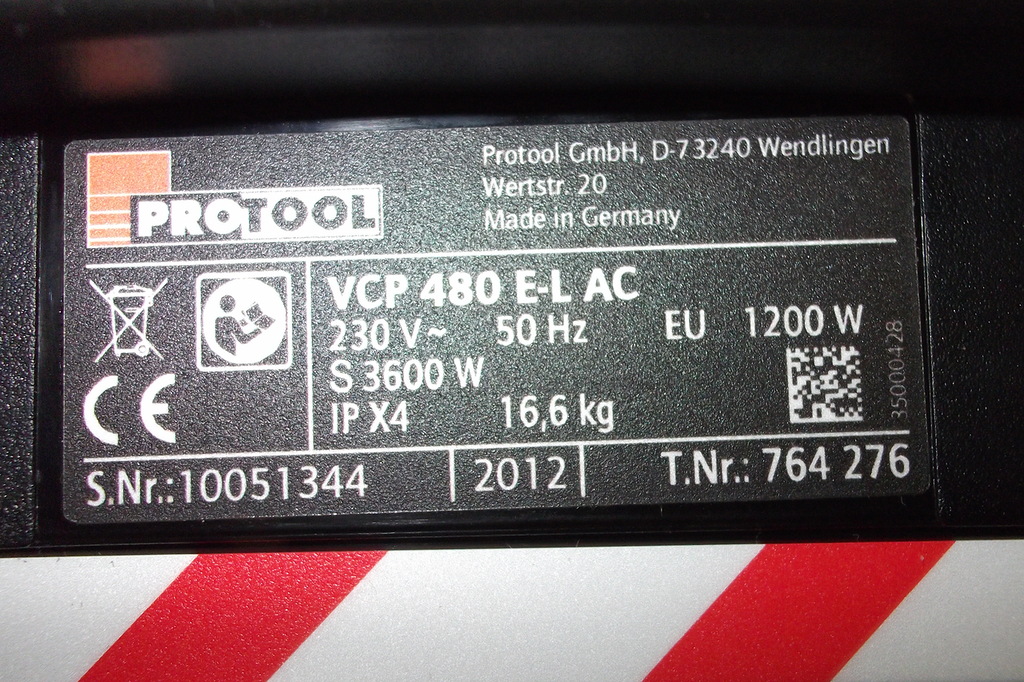 PROTOOL
Protool GmbH, D-73240 Wendlingen
Wertstr. 20
Made in Germany
VCP 480 E-L AC
230 V~ 50 Hz EU 1200 W
S 3600 W
IP X4 16,6 kg
35000428
CE
S.Nr.:10051344 2012 T.Nr.: 764 276